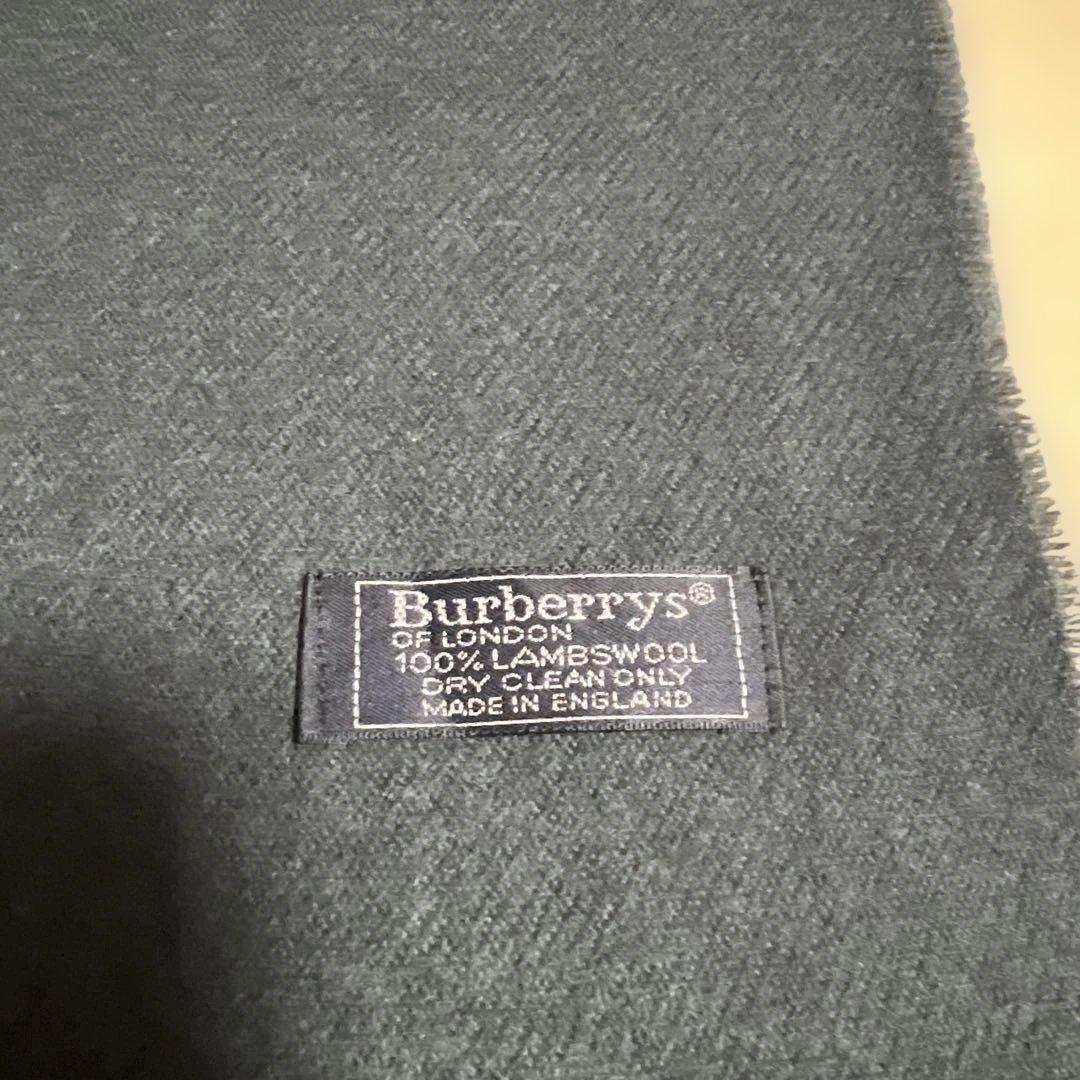 Burberrys®
OF LONDON
100% LAMBSWOOL
DRY CLEAN ONLY
MADE IN ENGLAND